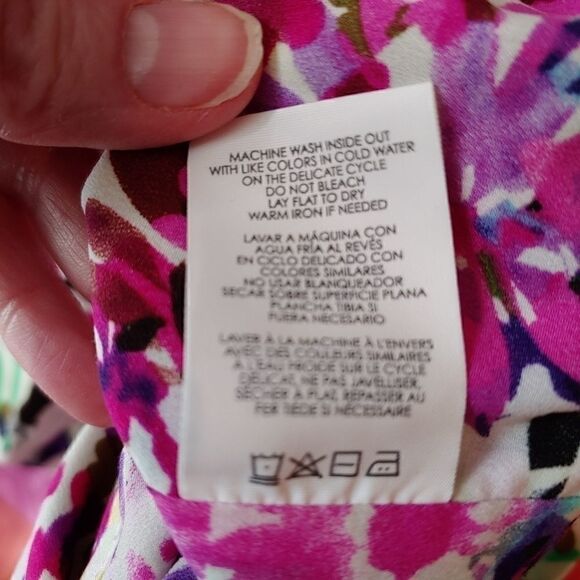 MACHINE WASH INSIDE OUT
WITH LIKE COLORS IN COLD WATER
ON THE DELICATE CYCLE
DO NOT BLEACH
LAY FLAT TO DRY
WARM IRON IF NEEDED
LAVAR A MÁQUINA CON
AGUA FRÍA AL REVÉS
EN CICLO DELICADO CON
COLORES SIMILARES
NO USAR BLANQUEADOR
SECAR SOBRE SUPERFICIE PLANA
PLANCHA TIBIA SI
FUERA NECESARIO
LAVER À LA MACHINE À L'ENVERS
AVEC DES COULEURS SIMILAIRES
À L'EAU FROIDE SUR LE CYCLE
DÉLICAT, NE PAS JAVELLISER,
SÉCHER À PLAT, REPASSER AU
FER TIÈDE SI NÉCESSAIRE